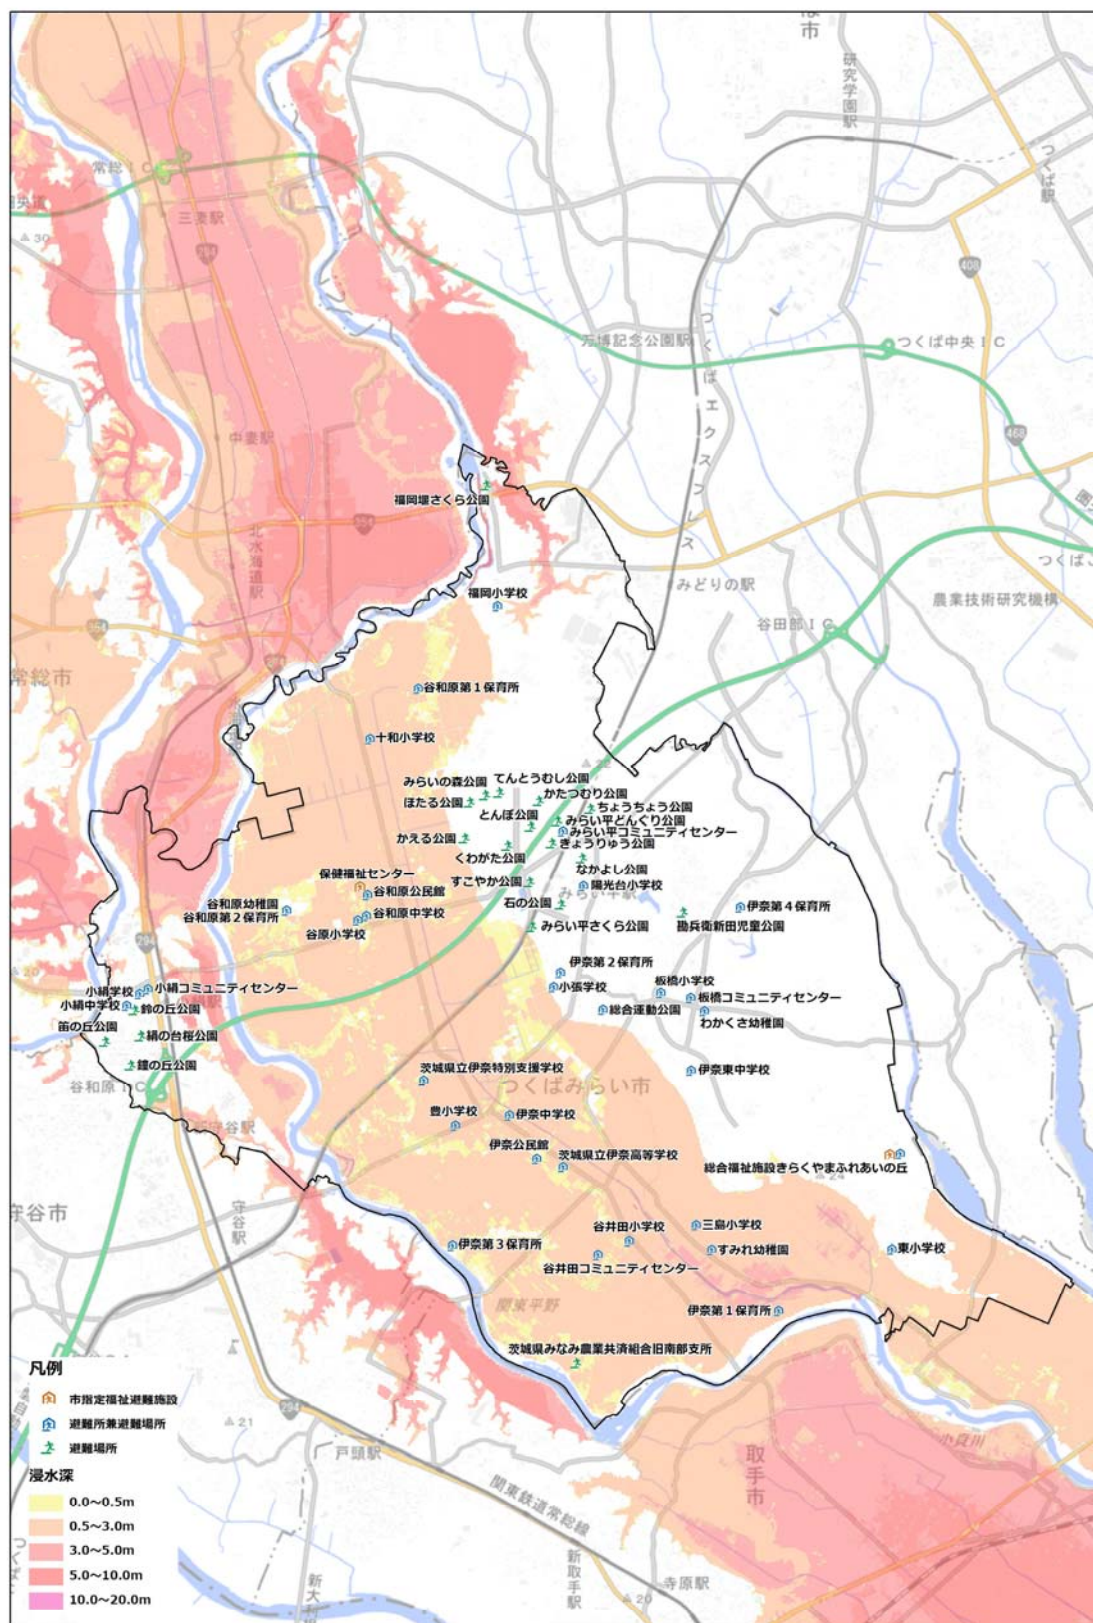 研究学園駅
つくば駅
常総ＩＣ
三妻駅
294
408
30
万博記念公園駅
つくば中央ＩＣ
つくばエクスプレス
中妻駅
468
福岡堰さくら公園
354
北水海道駅
みどりの駅
福岡小学校
農業技術研究機構
谷田部ＩＣ
常総市
谷和原第１保育所
十和小学校
みらいの森公園
てんとうむし公園
ほたる公園
かたつむり公園
ちょうちょう公園
とんぼ公園
みらい平どんぐり公園
みらい平コミュニティセンター
かえる公園
きょうりゅう公園
くわがた公園
なかよし公園
保健福祉センター
すこやか公園
陽光台小学校
谷和原公民館
石の公園
谷和原幼稚園
谷和原第２保育所
谷和原中学校
伊奈第４保育所
谷原小学校
みらい平さくら公園
勘兵衛新田児童公園
294
20
伊奈第２保育所
小絹学校
小絹コミュニティセンター
小張学校
板橋小学校
小絹中学校
鈴の丘公園
板橋コミュニティセンター
総合運動公園
わかくさ幼稚園
笛の丘公園
絹の台桜公園
鐘の丘公園
茨城県立伊奈特別支援学校
伊奈東中学校
谷和原ＩＣ
つくばみらい市
豊小学校
伊奈中学校
新守谷駅
伊奈公民館
茨城県立伊奈高等学校
総合福祉施設きらくやまふれあいの丘
24
守谷市
守谷駅
谷井田小学校
三島小学校
伊奈第３保育所
すみれ幼稚園
東小学校
谷井田コミュニティセンター
関東平野
伊奈第１保育所
茨城県みなみ農業共済組合旧南部支所
凡例
市指定福祉避難施設
避難所兼避難場所
避難場所
294
21
戸頭駅
小貝川
取手市
浸水深
0.0～0.5m
0.5～3.0m
3.0～5.0m
5.0～10.0m
10.0～20.0m
関東鉄道常総線
新取手駅
寺原駅
20